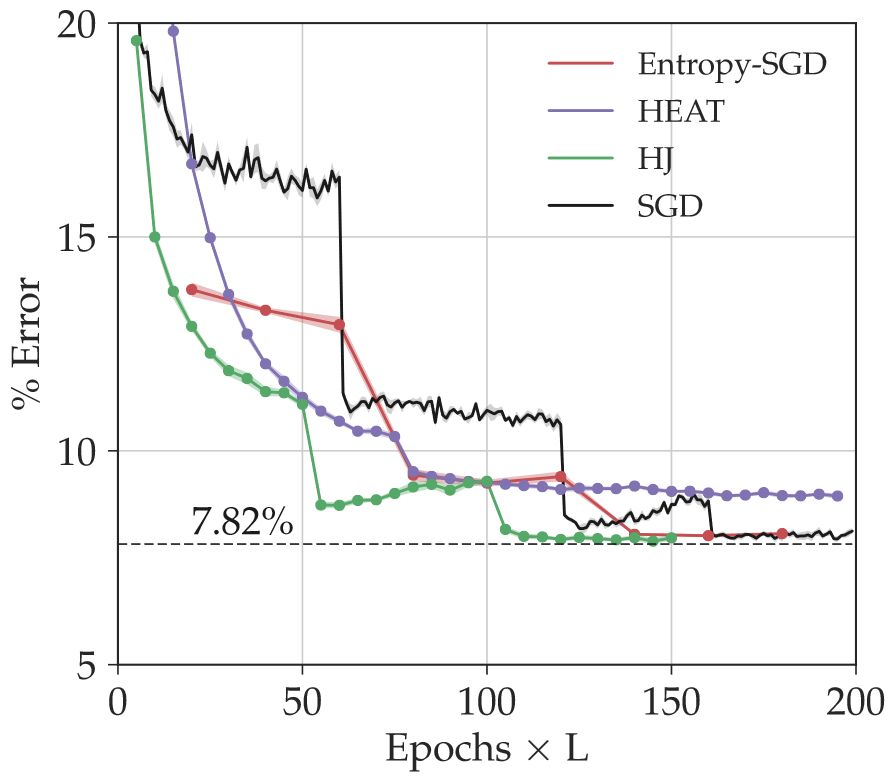 20
15
10
5
% Error
Entropy-SGD
HEAT
HJ
SGD
7.82%
0 50 100 150 200
Epochs × L